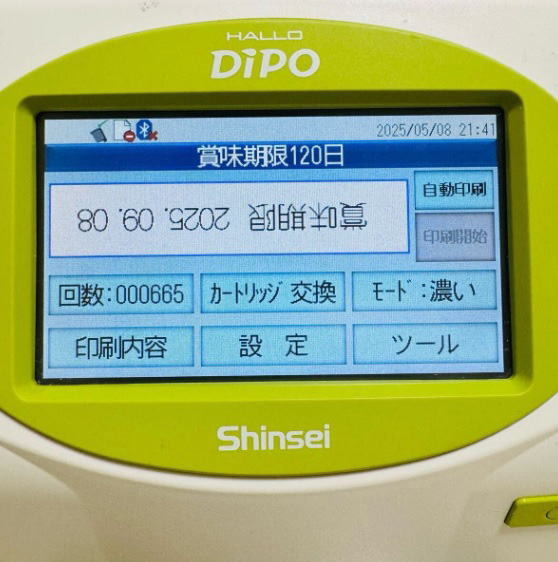 HALLO
DiPO
2025/05/08 21:41
賞味期限120日
賞味期限 2025. 09. 08
自動印刷
印刷開始
回数:000665
カートリッジ 交換
モード:濃い
印刷内容
設 定
ツール
Shinsei